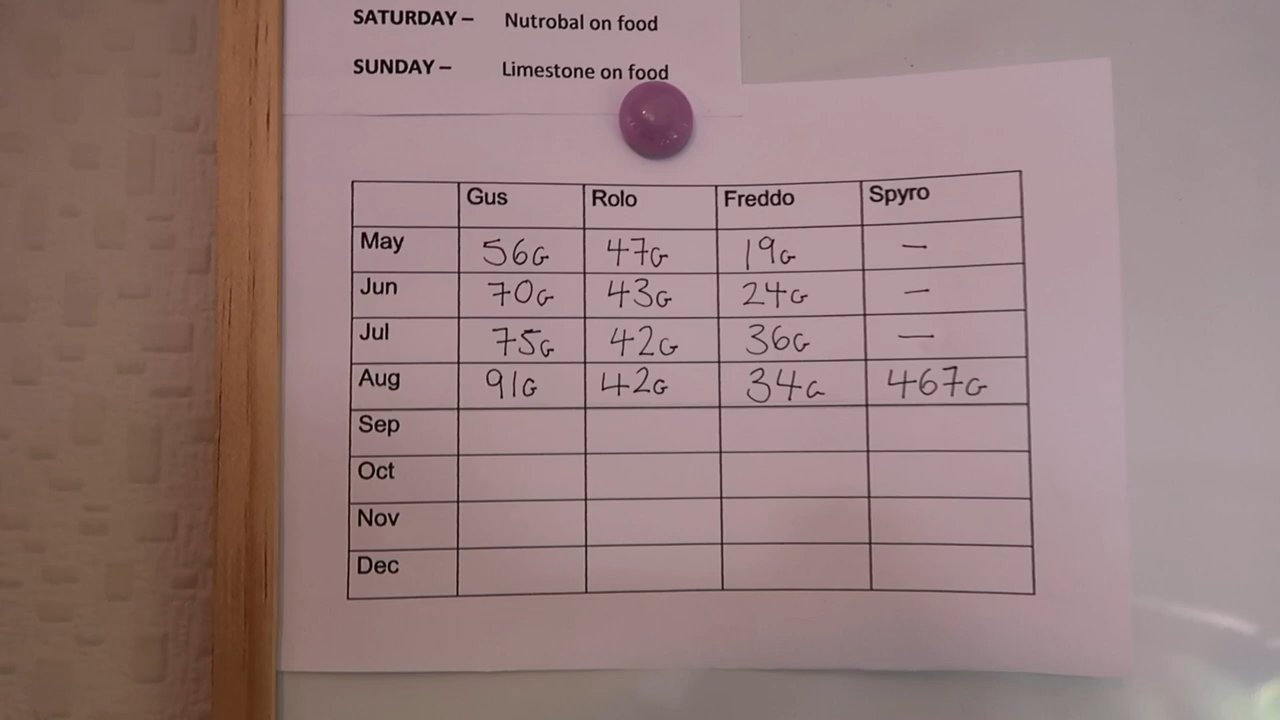 SATURDAY – Nutrobal on food
SUNDAY – Limestone on food
Gus Rolo Freddo Spyro
May 56G 47G 19G —
Jun 70G 43G 24G —
Jul 75G 42G 36G —
Aug 91G 42G 34G 467G
Sep
Oct
Nov
Dec